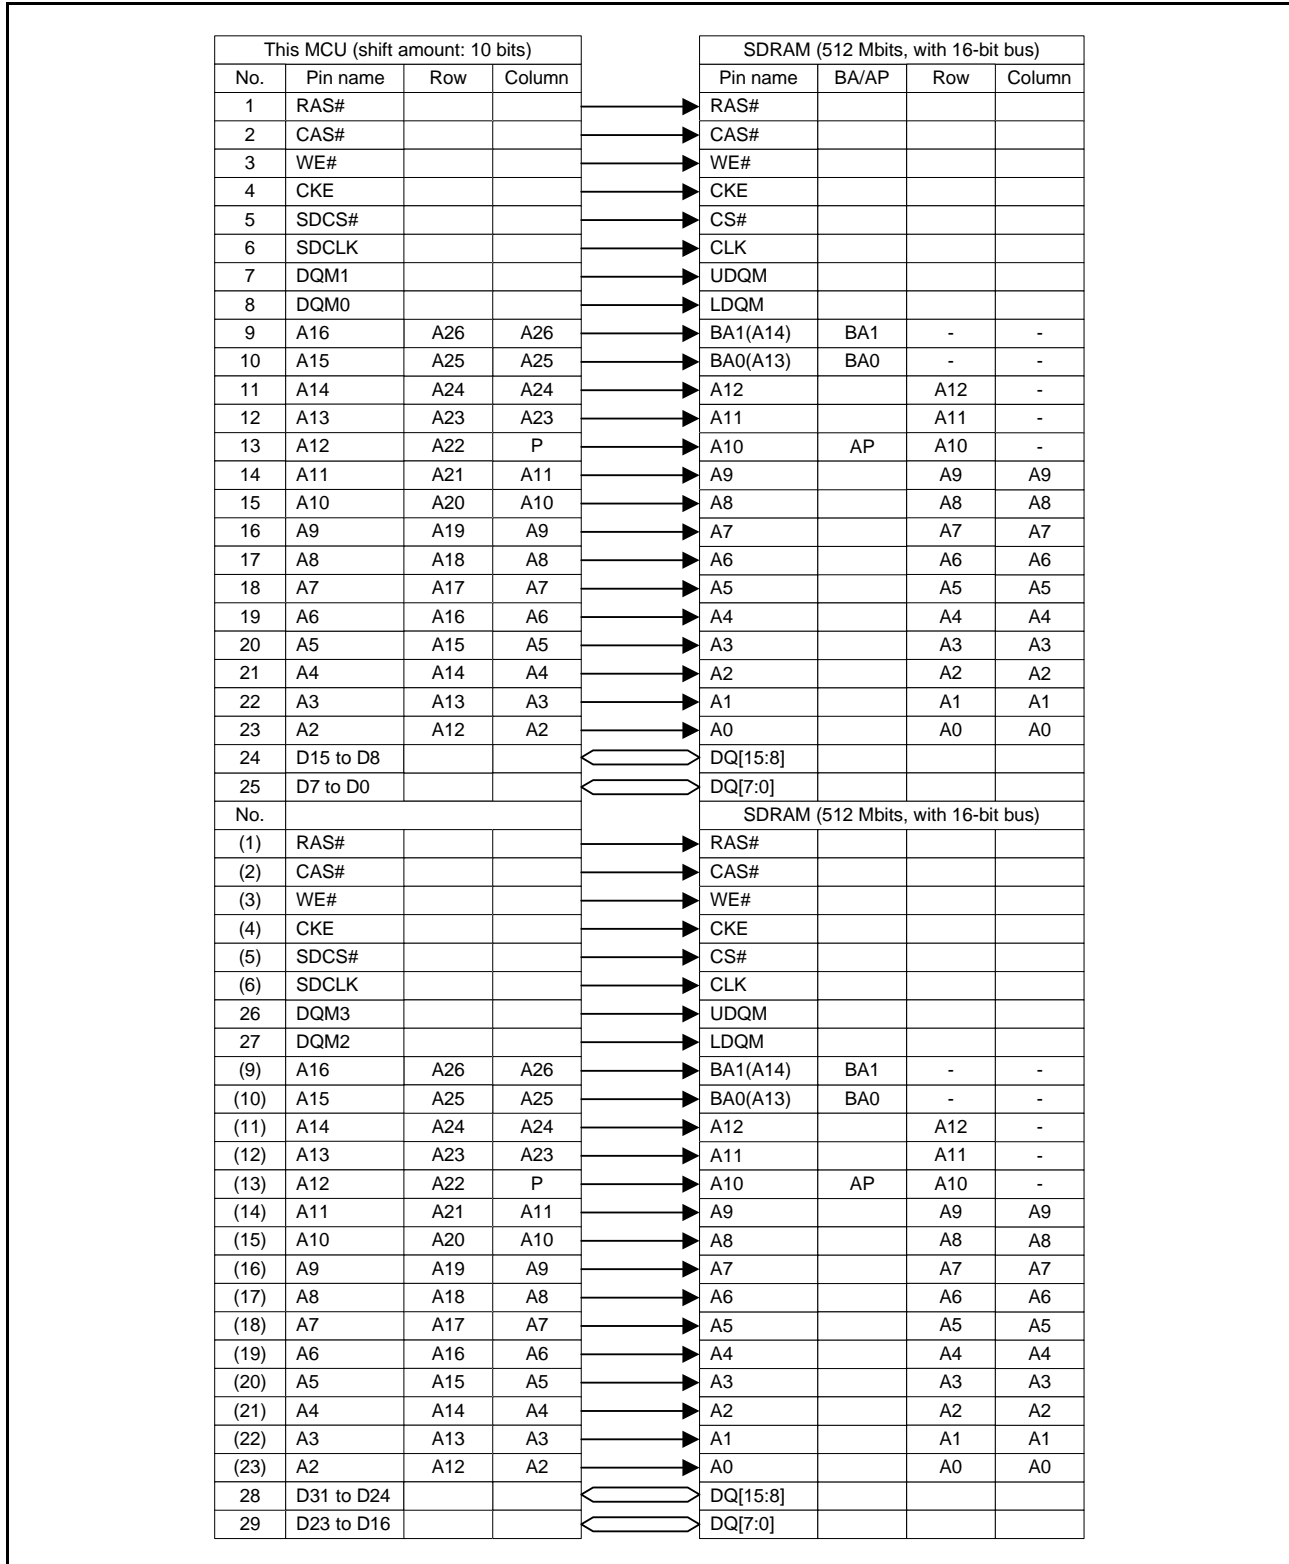 This MCU (shift amount: 10 bits) SDRAM (512 Mbits, with 16-bit bus)
No. Pin name Row Column Pin name BA/AP Row Column
1 RAS# RAS#
2 CAS# CAS#
3 WE# WE#
4 CKE CKE
5 SDCS# CS#
6 SDCLK CLK
7 DQM1 UDQM
8 DQM0 LDQM
9 A16 A26 A26 BA1(A14) BA1 - -
10 A15 A25 A25 BA0(A13) BA0 - -
11 A14 A24 A24 A12 A12 -
12 A13 A23 A23 A11 A11 -
13 A12 A22 P A10 AP A10 -
14 A11 A21 A11 A9 A9 A9
15 A10 A20 A10 A8 A8 A8
16 A9 A19 A9 A7 A7 A7
17 A8 A18 A8 A6 A6 A6
18 A7 A17 A7 A5 A5 A5
19 A6 A16 A6 A4 A4 A4
20 A5 A15 A5 A3 A3 A3
21 A4 A14 A4 A2 A2 A2
22 A3 A13 A3 A1 A1 A1
23 A2 A12 A2 A0 A0 A0
24 D15 to D8 DQ[15:8]
25 D7 to D0 DQ[7:0]
No. SDRAM (512 Mbits, with 16-bit bus)
(1) RAS# RAS#
(2) CAS# CAS#
(3) WE# WE#
(4) CKE CKE
(5) SDCS# CS#
(6) SDCLK CLK
26 DQM3 UDQM
27 DQM2 LDQM
(9) A16 A26 A26 BA1(A14) BA1 - -
(10) A15 A25 A25 BA0(A13) BA0 - -
(11) A14 A24 A24 A12 A12 -
(12) A13 A23 A23 A11 A11 -
(13) A12 A22 P A10 AP A10 -
(14) A11 A21 A11 A9 A9 A9
(15) A10 A20 A10 A8 A8 A8
(16) A9 A19 A9 A7 A7 A7
(17) A8 A18 A8 A6 A6 A6
(18) A7 A17 A7 A5 A5 A5
(19) A6 A16 A6 A4 A4 A4
(20) A5 A15 A5 A3 A3 A3
(21) A4 A14 A4 A2 A2 A2
(22) A3 A13 A3 A1 A1 A1
(23) A2 A12 A2 A0 A0 A0
28 D31 to D24 DQ[15:8]
29 D23 to D16 DQ[7:0]